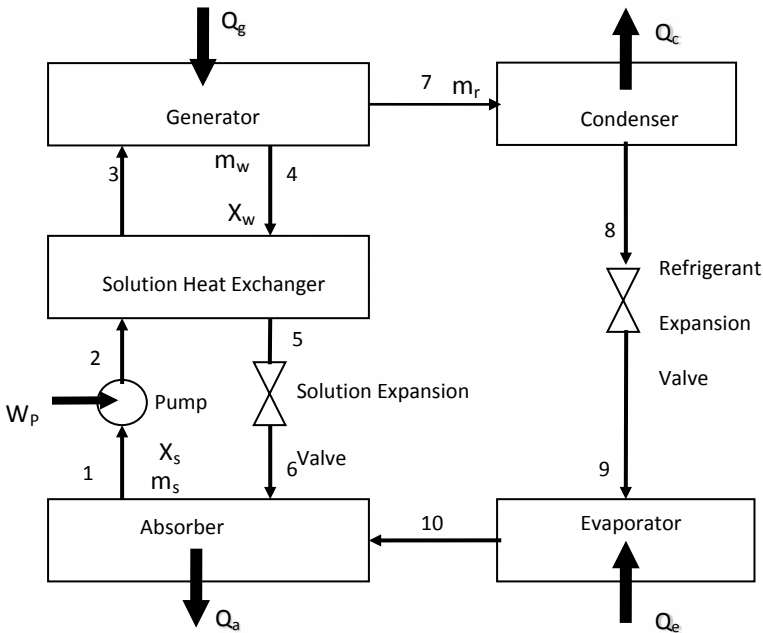 Q_g
Q_c
7
m_r
Generator
Condenser
3
m_w
4
X_w
8
Refrigerant
Solution Heat Exchanger
Expansion
5
2
Valve
Solution Expansion
W_P
Pump
X_s
Valve
1
m_s
6
9
Absorber
10
Evaporator
Q_a
Q_e